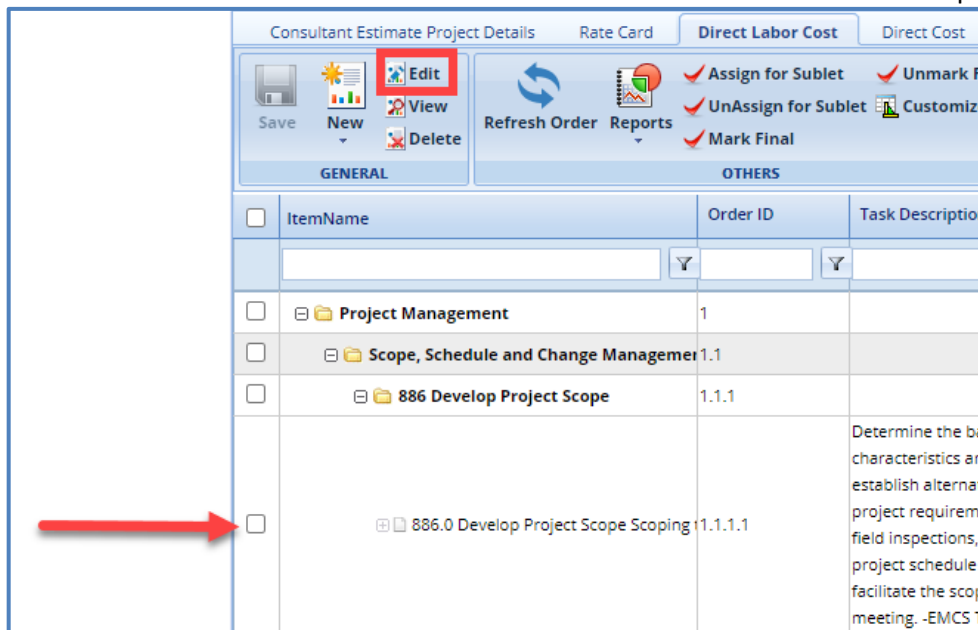 Consultant Estimate Project Details Rate Card Direct Labor Cost Direct Cost
Save New Edit View Delete
GENERAL
Refresh Order Reports
Assign for Sublet
UnAssign for Sublet
Mark Final
Unmark F
Customiz
OTHERS
ItemName Order ID Task Descriptio
Project Management 1
Scope, Schedule and Change Managemer 1.1
886 Develop Project Scope 1.1.1
886.0 Develop Project Scope Scoping 1.1.1.1
Determine the ba
characteristics ar
establish alterna
project requirem
field inspections,
project schedule
facilitate the scop
meeting. -EMCS T